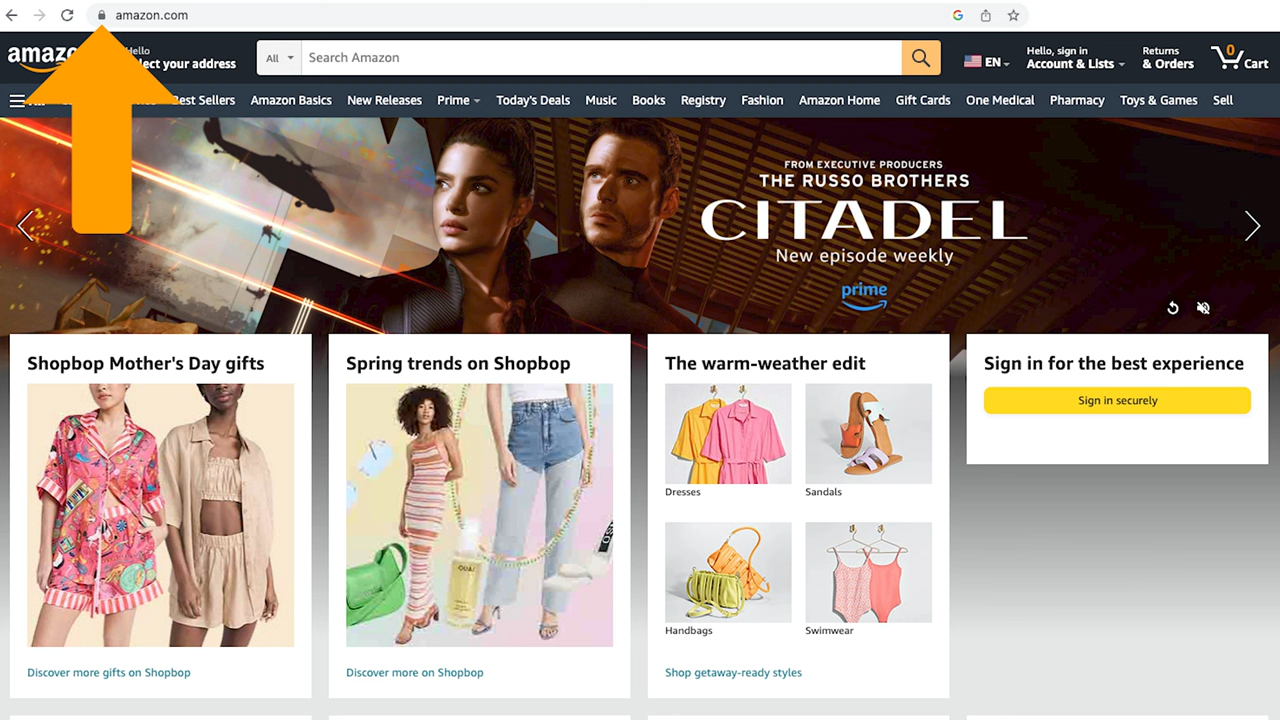 amazon.com
Hello
your address
All
Search Amazon
EN
Hello, sign in
Account & Lists
Returns
& Orders
0
Cart
Best Sellers
Amazon Basics
New Releases
Prime
Today's Deals
Music
Books
Registry
Fashion
Amazon Home
Gift Cards
One Medical
Pharmacy
Toys & Games
Sell
FROM EXECUTIVE PRODUCERS
THE RUSSO BROTHERS
CITADEL
New episode weekly
prime
Shopbop Mother's Day gifts
Discover more gifts on Shopbop
Spring trends on Shopbop
OUAI
Discover more on Shopbop
The warm-weather edit
Dresses
Sandals
Handbags
Swimwear
Shop getaway-ready styles
Sign in for the best experience
Sign in securely